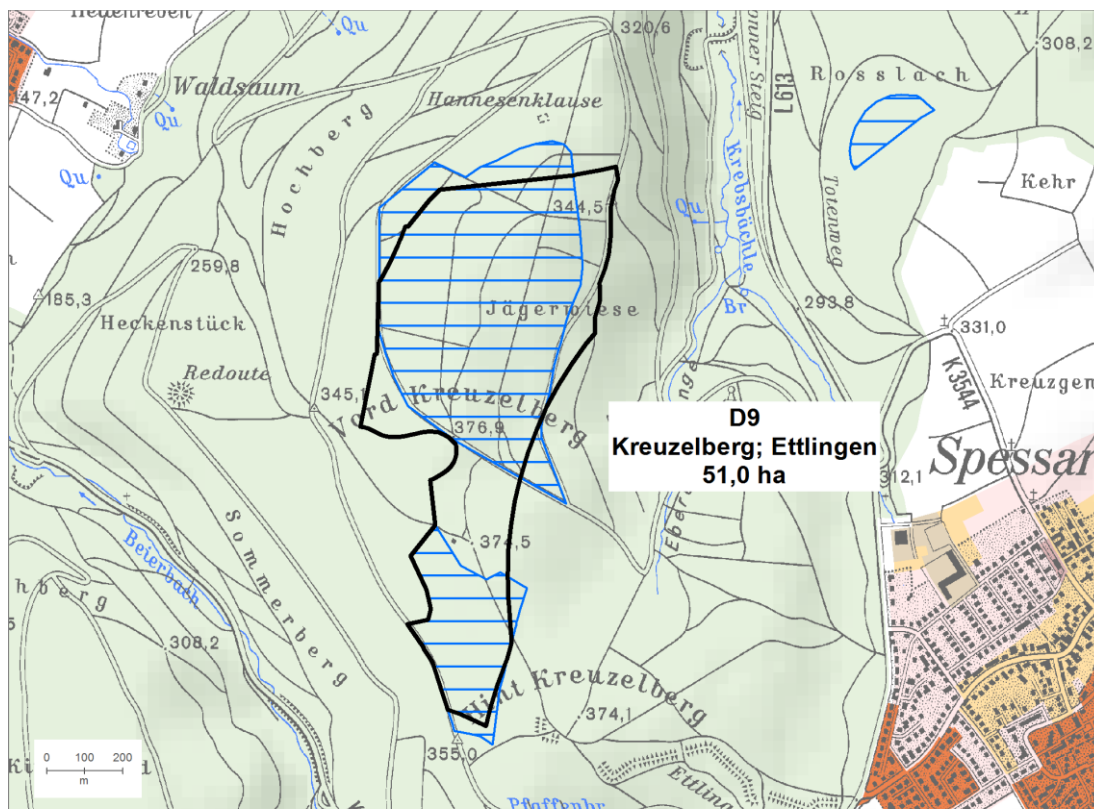 320,6
308,2
Rosslach
Waldsaum
Hannesenklause
L 613
47,2
Qu
Qu
Hochberg
Krebsbächle
Totenweg
Kehr
Qu
344,5
Qu
259,8
185,3
Jägerwiese
Br
293,8
Heckenstück
331,0
Redoute
K 3544
345,1
Vord Kreuzelberg
376,9
D9
Kreuzelberg; Ettlingen
51,0 ha
312,1
Sommerberg
374,5
Beierbach
308,2
Hint Kreuzelberg
374,1
355,0
0 100 200
m